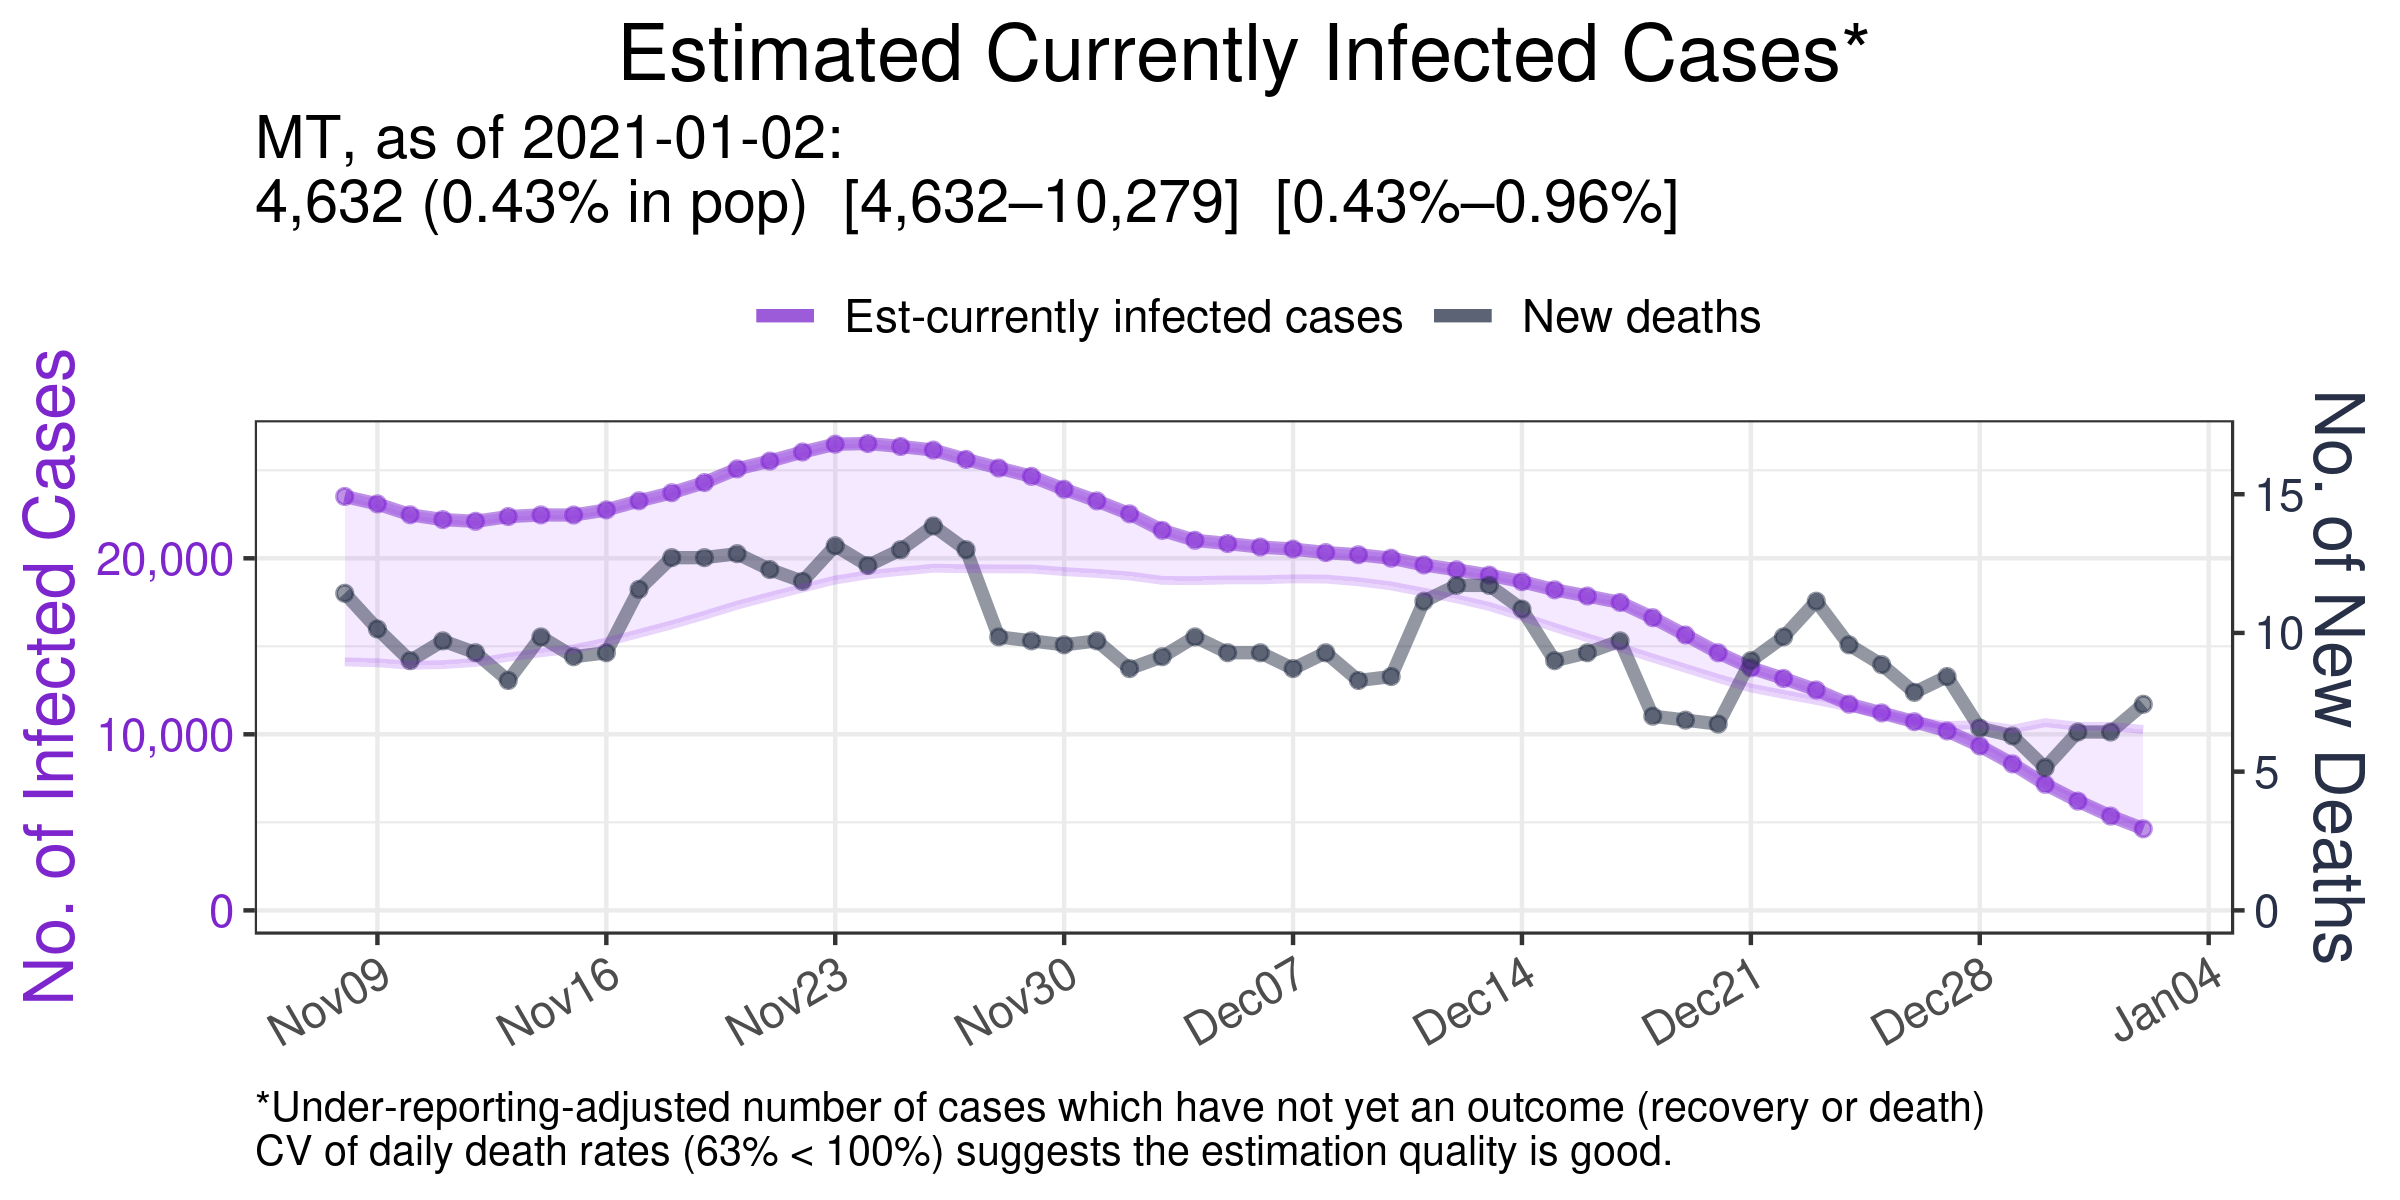 Estimated Currently Infected Cases*
MT, as of 2021-01-02:
4,632 (0.43% in pop)  [4,632–10,279]  [0.43%–0.96%]
Est-currently infected cases
New deaths
No. of Infected Cases
20,000
10,000
0
No. of New Deaths
15
10
5
0
Nov09
Nov16
Nov23
Nov30
Dec07
Dec14
Dec21
Dec28
Jan04
*Under-reporting-adjusted number of cases which have not yet an outcome (recovery or death)
CV of daily death rates (63% < 100%) suggests the estimation quality is good.